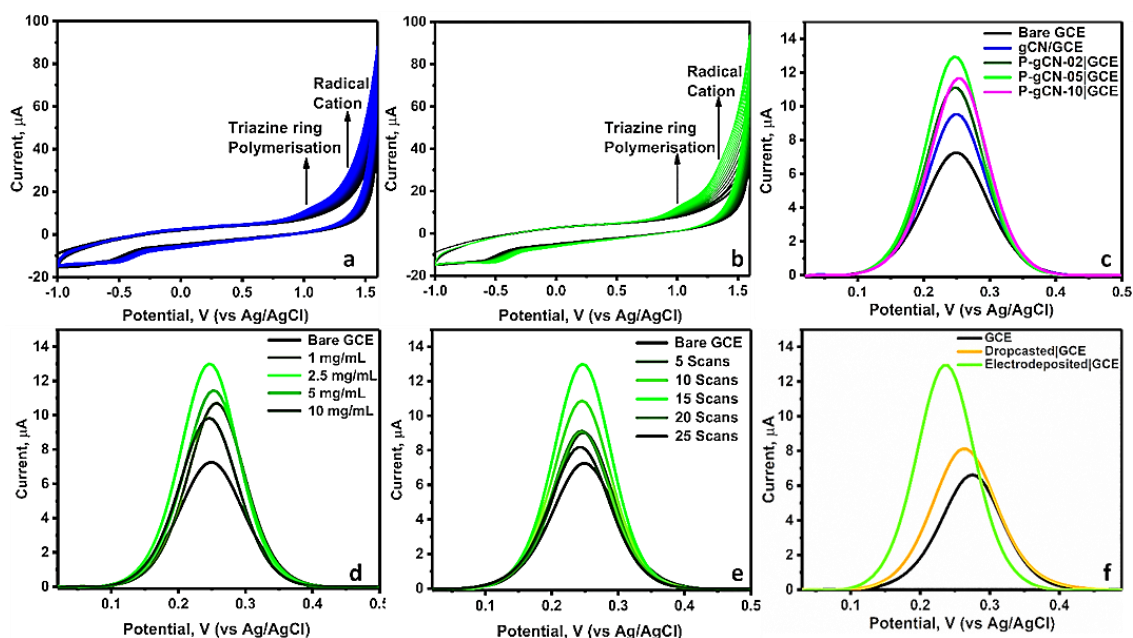 100
80
60
40
20
0
-20
Current, µA
Radical
Cation
Triazine ring
Polymerisation
a
-1.0 -0.5 0.0 0.5 1.0 1.5
Potential, V (vs Ag/AgCl)
100
80
60
40
20
0
-20
Current, µA
Radical
Cation
Triazine ring
Polymerisation
b
-1.0 -0.5 0.0 0.5 1.0 1.5
Potential, V (vs Ag/AgCl)
14
12
10
8
6
4
2
0
Current, µA
Bare GCE
gCN/GCE
P-gCN-02|GCE
P-gCN-05|GCE
P-gCN-10|GCE
c
0.1 0.2 0.3 0.4 0.5
Potential, V (vs Ag/AgCl)
14
12
10
8
6
4
2
0
Current, µA
Bare GCE
1 mg/mL
2.5 mg/mL
5 mg/mL
10 mg/mL
d
0.1 0.2 0.3 0.4 0.5
Potential, V (vs Ag/AgCl)
14
12
10
8
6
4
2
0
Current, µA
Bare GCE
5 Scans
10 Scans
15 Scans
20 Scans
25 Scans
e
0.1 0.2 0.3 0.4 0.5
Potential, V (vs Ag/AgCl)
14
12
10
8
6
4
2
0
Current, µA
GCE
Dropcasted|GCE
Electrodeposited|GCE
f
0.1 0.2 0.3 0.4 0.5
Potential, V (vs Ag/AgCl)